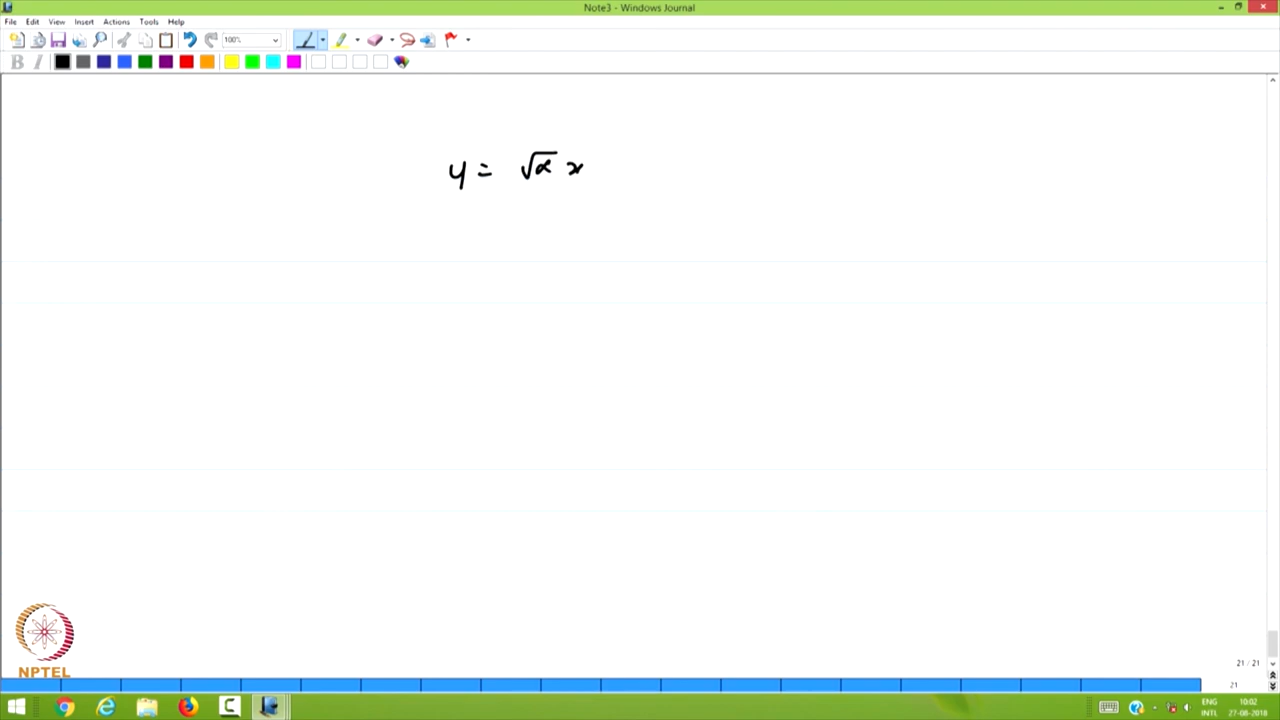 Note3 - Windows Journal
File Edit View Insert Actions Tools Help
100%
B I
y = √α x
NPTEL
21 / 21
21
ENG 10:02
INTL 27-06-2018